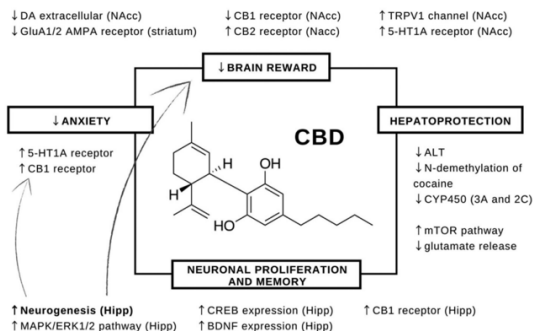 ↓DA extracellular (NAcc) ↓CB1 receptor (NAcc) ↑TRPV1 channel (NAcc)
↓GluA1/2 AMPA receptor (striatum) ↑CB2 receptor (NAcc) ↑5-HT1A receptor (NAcc)
↓BRAIN REWARD
↓ANXIETY
HEPATOPROTECTION
CBD
↑5-HT1A receptor
↑CB1 receptor
↓ALT
↓N-demethylation of
cocaine
↓CYP450 (3A and 2C)
↑mTOR pathway
↓glutamate release
H
OH
H
HO
NEURONAL PROLIFERATION
AND MEMORY
↑Neurogenesis (Hipp) ↑CREB expression (Hipp) ↑CB1 receptor (Hipp)
↑MAPK/ERK1/2 pathway (Hipp) ↑BDNF expression (Hipp)